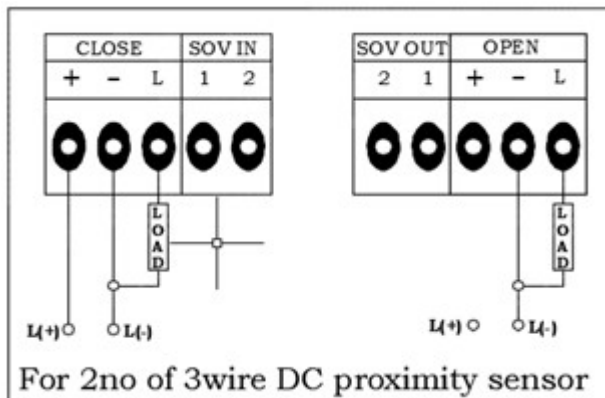 CLOSE SOV IN SOV OUT OPEN
+ - L 1 2 2 1 + - L
LOAD LOAD
L(+) L(-) L(+) L(-)
For 2no of 3wire DC proximity sensor